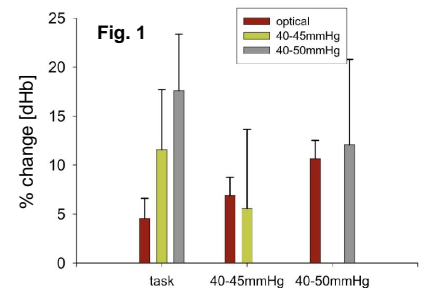 Fig. 1
optical
40-45mmHg
40-50mmHg
% change [dHb]
25
20
15
10
5
0
task
40-45mmHg
40-50mmHg